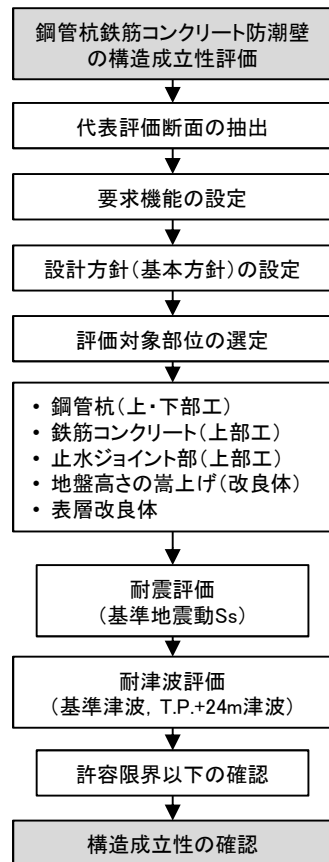 鋼管杭鉄筋コンクリート防潮壁
の構造成立性評価
代表評価断面の抽出
要求機能の設定
設計方針(基本方針)の設定
評価対象部位の選定
• 鋼管杭(上・下部工)
• 鉄筋コンクリート(上部工)
• 止水ジョイント部(上部工)
• 地盤高さの嵩上げ(改良体)
• 表層改良体
耐震評価
(基準地震動Ss)
耐津波評価
(基準津波, T.P.+24m津波)
許容限界以下の確認
構造成立性の確認